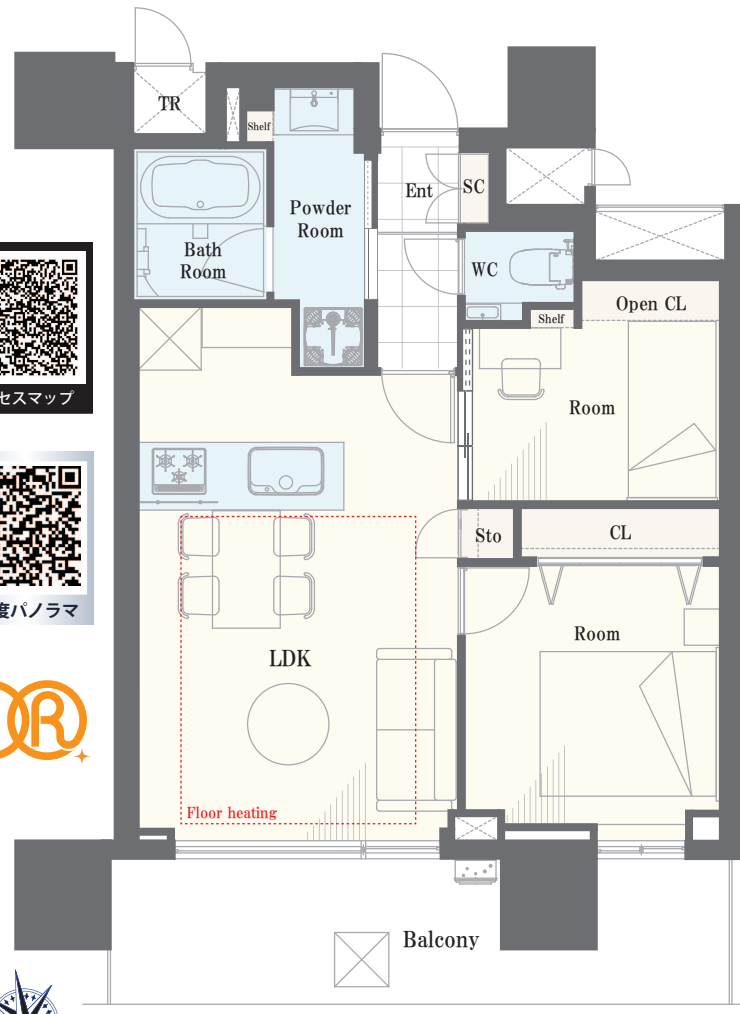 TR
Shelf
Powder
Room
Ent
SC
Bath
Room
WC
Open CL
Shelf
Room
セスマップ
Sto
CL
度パノラマ
Room
LDK
R
Floor heating
Balcony